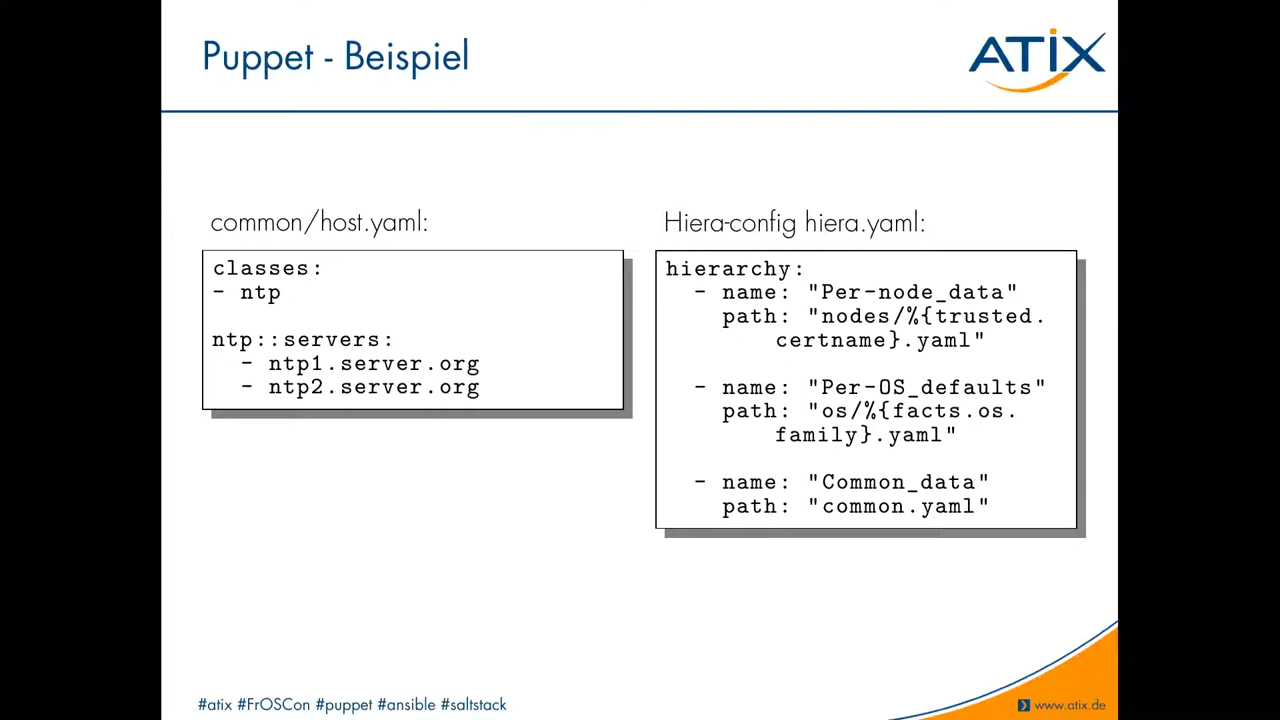 Puppet - Beispiel
ATIX
common/host.yaml:
classes:
- ntp
ntp::servers:
- ntp1.server.org
- ntp2.server.org
Hiera-config hiera.yaml:
hierarchy:
- name: "Per-node_data"
path: "nodes/%{trusted.
certname}.yaml"
- name: "Per-OS_defaults"
path: "os/%{facts.os.
family}.yaml"
- name: "Common_data"
path: "common.yaml"
#atix #FrOSCon #puppet #ansible #saltstack
www.atix.de